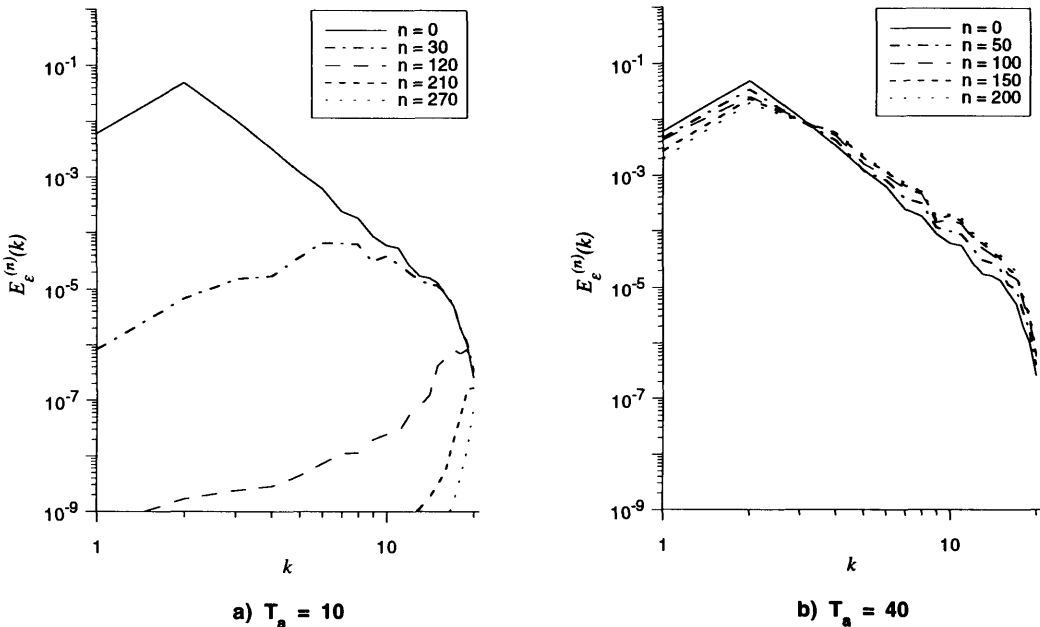 n = 0
n = 30
n = 120
n = 210
n = 270
10-1
10-3
10-5
10-7
10-9
Eε(n)(k)
1
10
k
a) Ta = 10
n = 0
n = 50
n = 100
n = 150
n = 200
10-1
10-3
10-5
10-7
10-9
Eε(n)(k)
1
10
k
b) Ta = 40